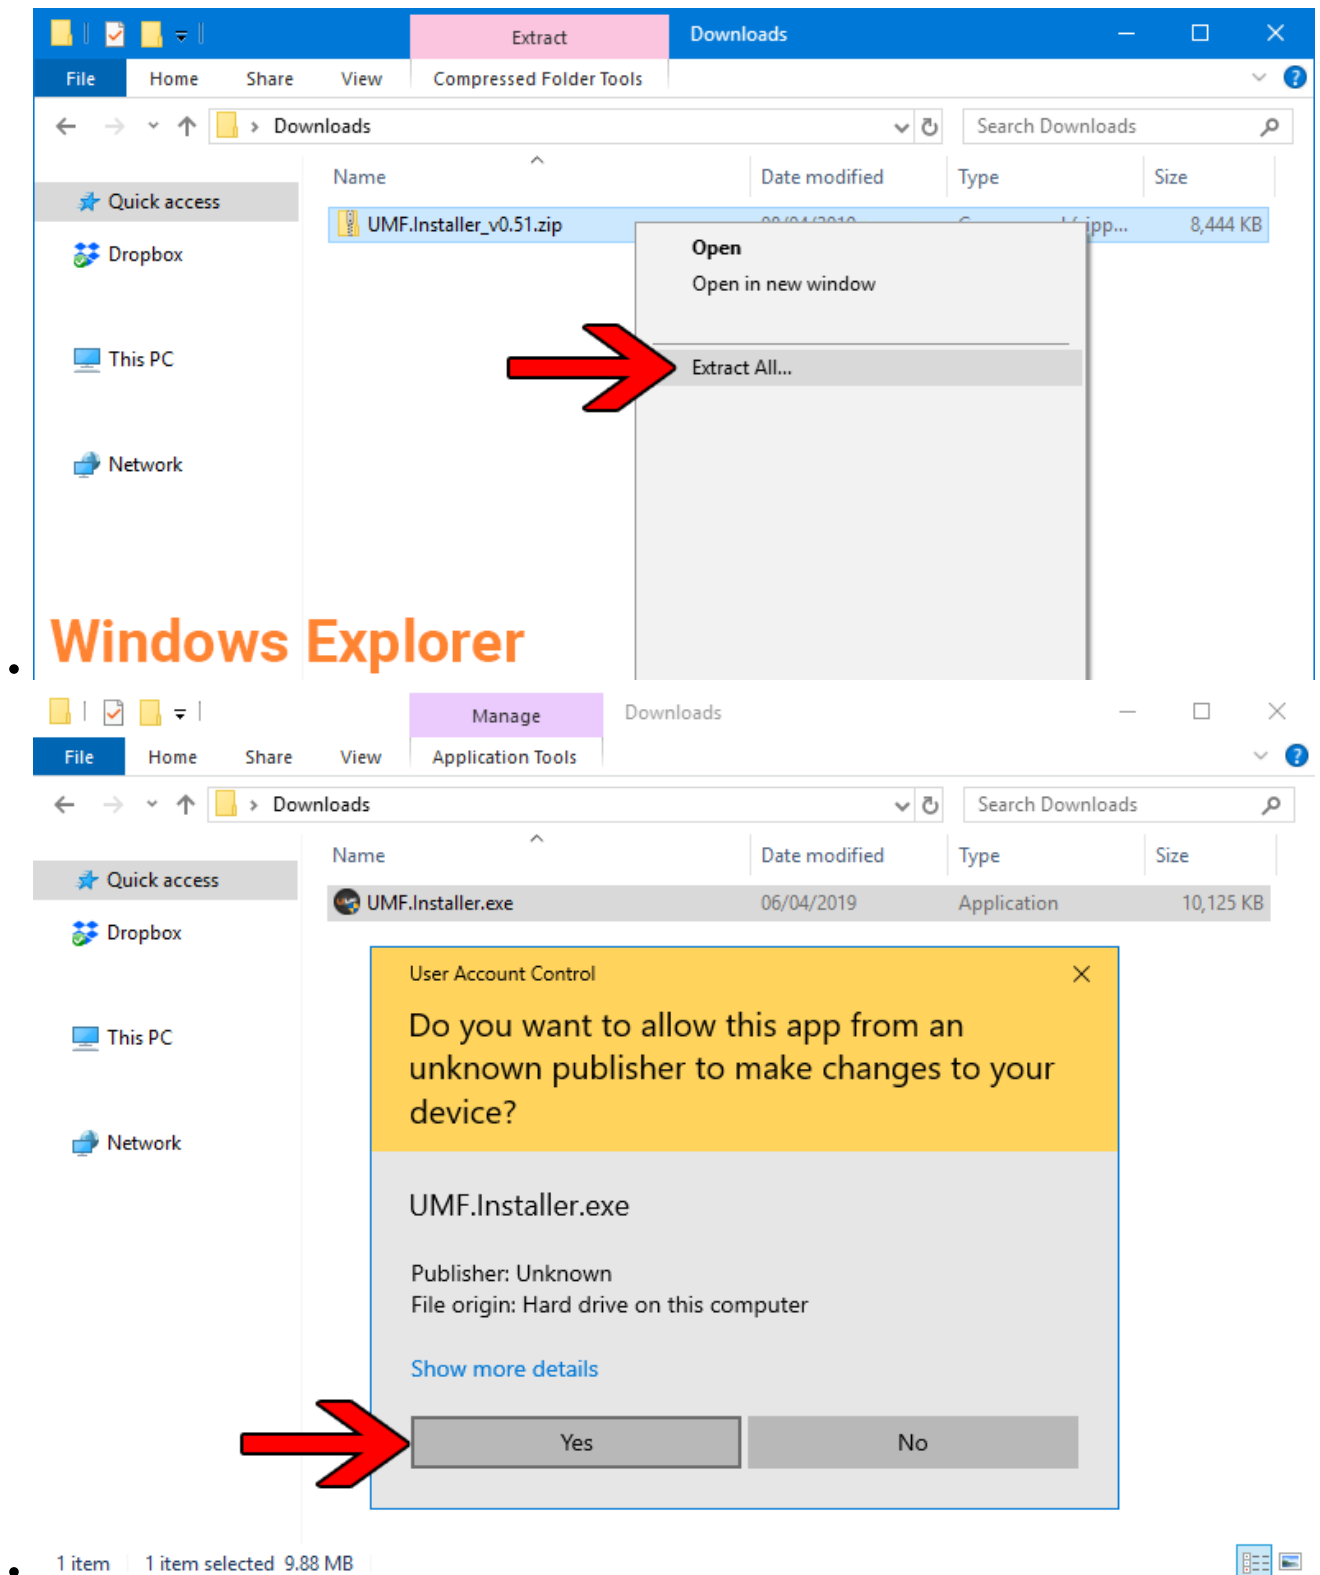 Extract
Downloads
File Home Share View Compressed Folder Tools
Downloads
Search Downloads
Name Date modified Type Size
Quick access
UMF.Installer_v0.51.zip 8,444 KB
Open
Dropbox
Open in new window
This PC
Extract All...
Network
Windows Explorer
Manage
Downloads
File Home Share View Application Tools
Downloads
Search Downloads
Name Date modified Type Size
Quick access
UMF.Installer.exe 06/04/2019 Application 10,125 KB
Dropbox
User Account Control
Do you want to allow this app from an
unknown publisher to make changes to your
device?
This PC
Network
UMF.Installer.exe
Publisher: Unknown
File origin: Hard drive on this computer
Show more details
Yes No
1 item 1 item selected 9.88 MB